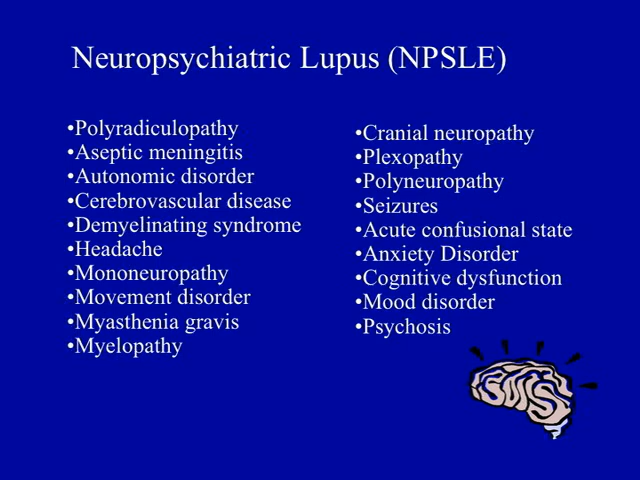 Neuropsychiatric Lupus (NPSLE)
•Polyradiculopathy
•Aseptic meningitis
•Autonomic disorder
•Cerebrovascular disease
•Demyelinating syndrome
•Headache
•Mononeuropathy
•Movement disorder
•Myasthenia gravis
•Myelopathy
•Cranial neuropathy
•Plexopathy
•Polyneuropathy
•Seizures
•Acute confusional state
•Anxiety Disorder
•Cognitive dysfunction
•Mood disorder
•Psychosis